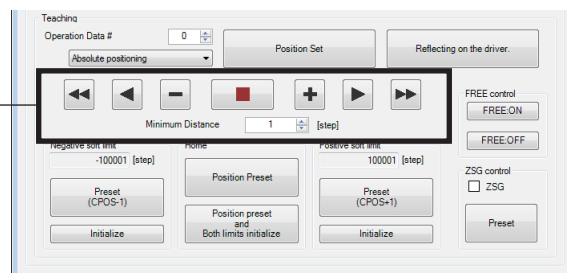 Teaching
Operation Data #
0
Position Set
Reflecting on the driver.
Absolute positioning
Minimum Distance
1
[step]
FREE control
FREE:ON
FREE:OFF
Negative soft limit
-100001 [step]
Preset
(CPOS-1)
Initialize
Home
Position Preset
Position preset
and
Both limits initialize
Positive soft limit
100001 [step]
Preset
(CPOS+1)
Initialize
ZSG control
ZSG
Preset